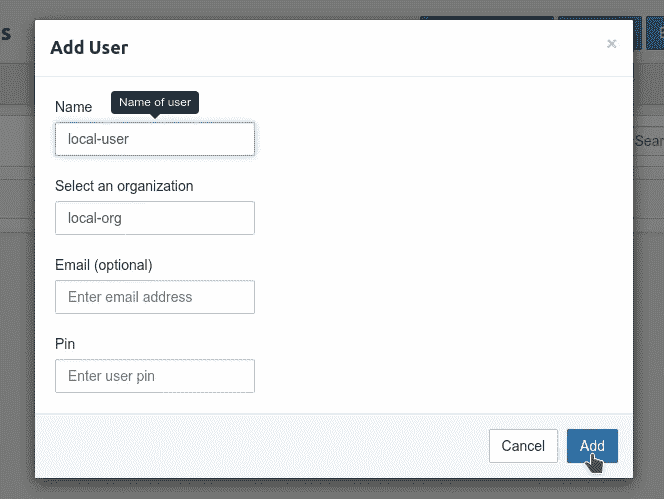 s
Add User
×
Name
Name of user
local-user
Sear
Select an organization
local-org
Email (optional)
Enter email address
Pin
Enter user pin
Cancel
Add